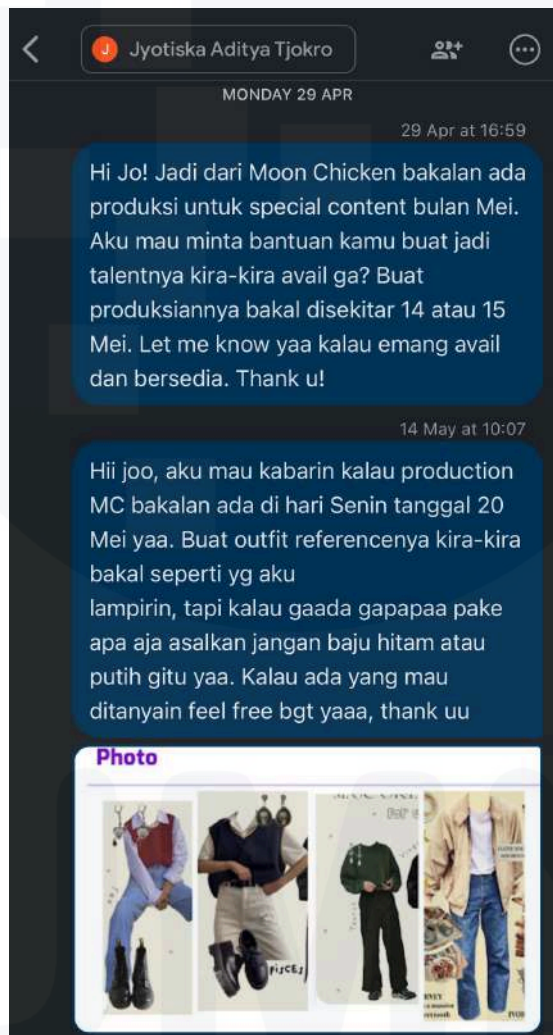 J Jyotiska Aditya Tjokro
MONDAY 29 APR
29 Apr at 16:59
Hi Jo! Jadi dari Moon Chicken bakalan ada
produksi untuk special content bulan Mei.
Aku mau minta bantuan kamu buat jadi
talentnya kira-kira avail ga? Buat
produksiannya bakal disekitar 14 atau 15
Mei. Let me know yaa kalau emang avail
dan bersedia. Thank u!
14 May at 10:07
Hii joo, aku mau kabarin kalau production
MC bakalan ada di hari Senin tanggal 20
Mei yaa. Buat outfit referencenya kira-kira
bakal seperti yg aku
lampirin, tapi kalau gaada gapapaa pake
apa aja asalkan jangan baju hitam atau
putih gitu yaa. Kalau ada yang mau
ditanyain feel free bgt yaaa, thank uu
Photo
PISCES